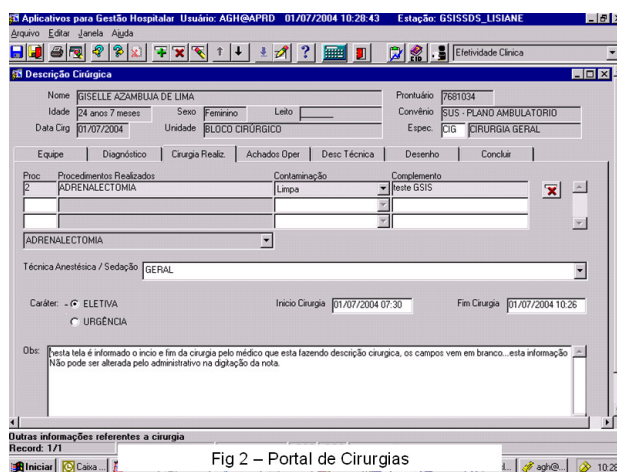 Aplicativos para Gestão Hospitalar Usuário: AGH@APRD 01/07/2004 10:28:43 Estação: GSISSDS_LISIANE
Arquivo Editar Janela Ajuda
Efetividade Clinica
Descrição Cirúrgica
Nome GISELLE AZAMBUJA DE LIMA Prontuário 7681034
Idade 24 anos 7 meses Sexo Feminino Leito Convênio SUS - PLANO AMBULATORIO
Data Cirg 01/07/2004 Unidade BLOCO CIRÚRGICO Espec. CIG CIRURGIA GERAL
Equipe Diagnóstico Cirurgia Realiz. Achados Oper Desc Técnica Desenho Concluir
Proc Procedimentos Realizados Contaminação Complemento
2 ADRENALECTOMIA Limpa teste GSIS
ADRENALECTOMIA
Técnica Anestésica / Sedação GERAL
Caráter: - ELETIVA Inicio Cirurgia 01/07/2004 07:30 Fim Cirurgia 01/07/2004 10:26
URGÊNCIA
Obs: nesta tela é informado o incio e fim da cirurgia pelo médico que esta fazendo descrição cirurgica, os campos vem em branco...esta informação
Não pode ser alterada pelo administrativo na digitação da nota.
Outras informações referentes a cirurgia
Record: 1/1
Fig 2 – Portal de Cirurgias
Iniciar Caixa ... agh@... 10:28